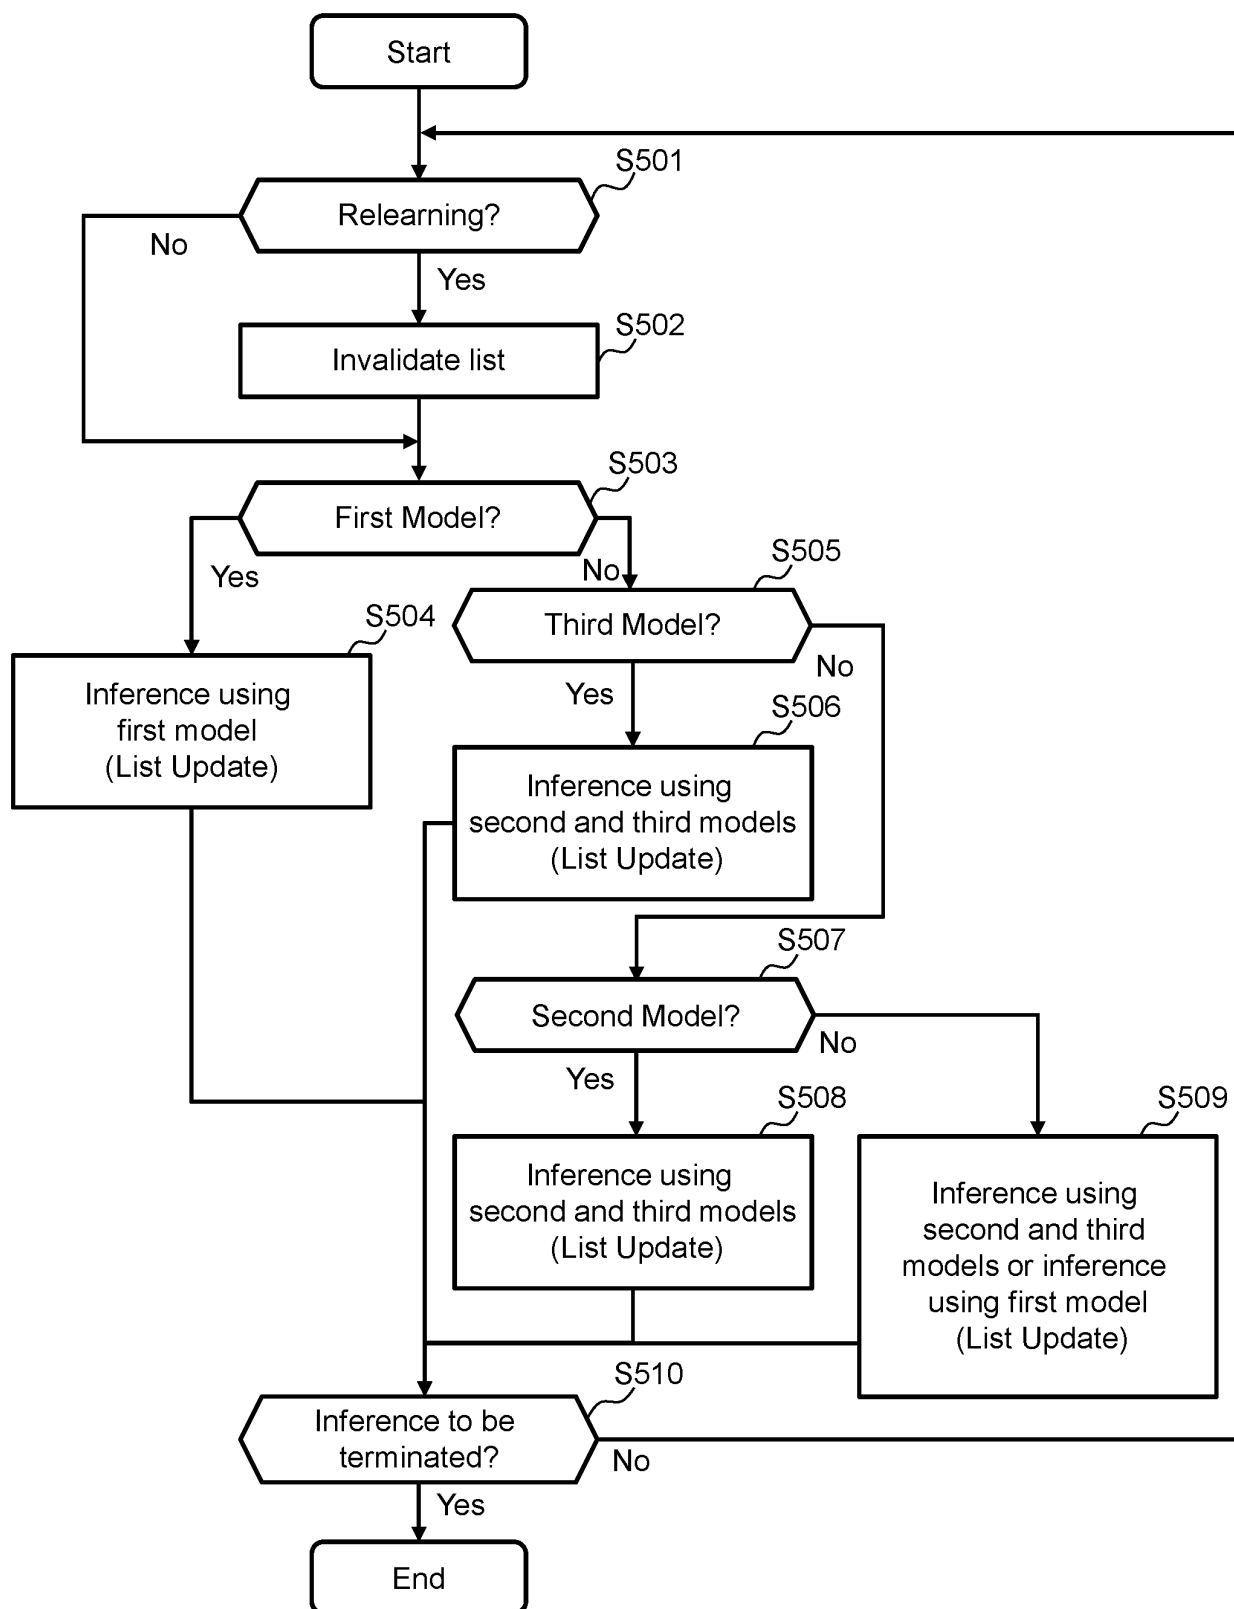 Start
S501
Relearning?
No
Yes
S502
Invalidate list
S503
First Model?
Yes
No
S505
Third Model?
No
Yes
S504
Inference using
first model
(List Update)
S506
Inference using
second and third models
(List Update)
S507
Second Model?
No
Yes
S508
Inference using
second and third models
(List Update)
S509
Inference using
second and third
models or inference
using first model
(List Update)
S510
Inference to be
terminated?
No
Yes
End